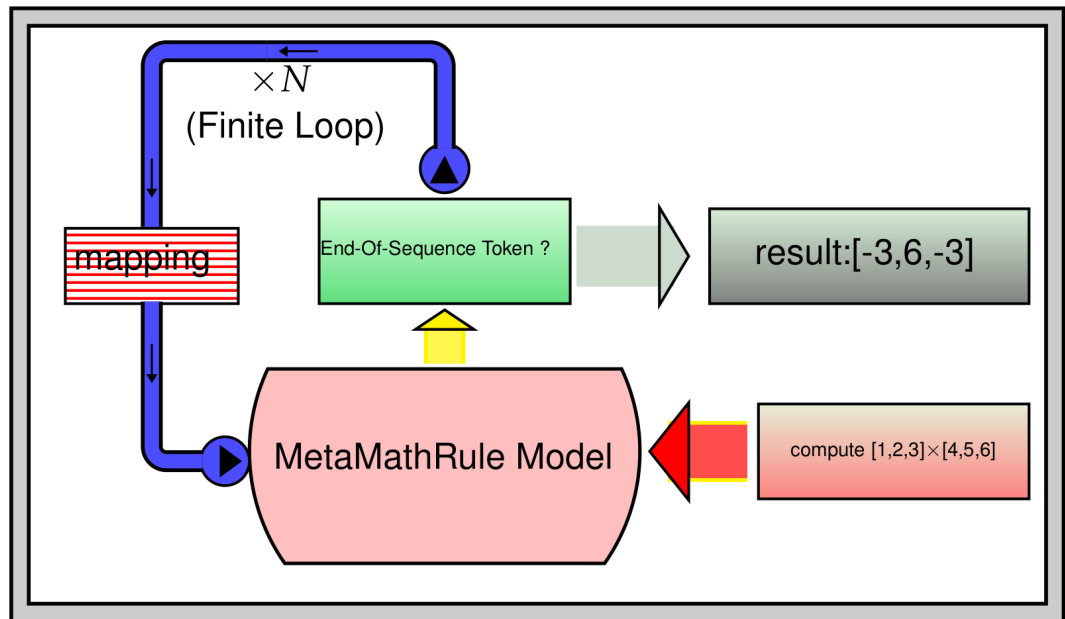 ×N
(Finite Loop)
mapping
End-Of-Sequence Token ?
result:[-3,6,-3]
MetaMathRule Model
compute [1,2,3]×[4,5,6]